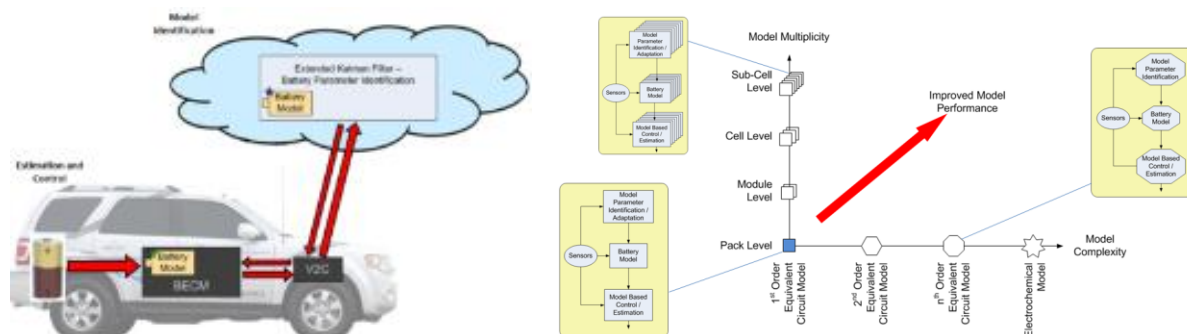 Model
Identification
Extended Kalman Filter –
Battery Parameter Identification
Battery
Model
Estimation and
Control
Battery
Model
BECM
V2C
Model Multiplicity
Sub-Cell
Level
Cell Level
Module
Level
Pack Level
Improved Model
Performance
Model
Complexity
1st Order
Equivalent
Circuit Model
2nd Order
Equivalent
Circuit Model
nth Order
Equivalent
Circuit Model
Electrochemical
Model
Model
Parameter
Identification /
Adaptation
Sensors
Battery
Model
Model Based
Control /
Estimation
Model
Parameter
Identification /
Adaptation
Sensors
Battery
Model
Model Based
Control /
Estimation
Model
Parameter
Identification
Sensors
Battery
Model
Model Based
Control /
Estimation